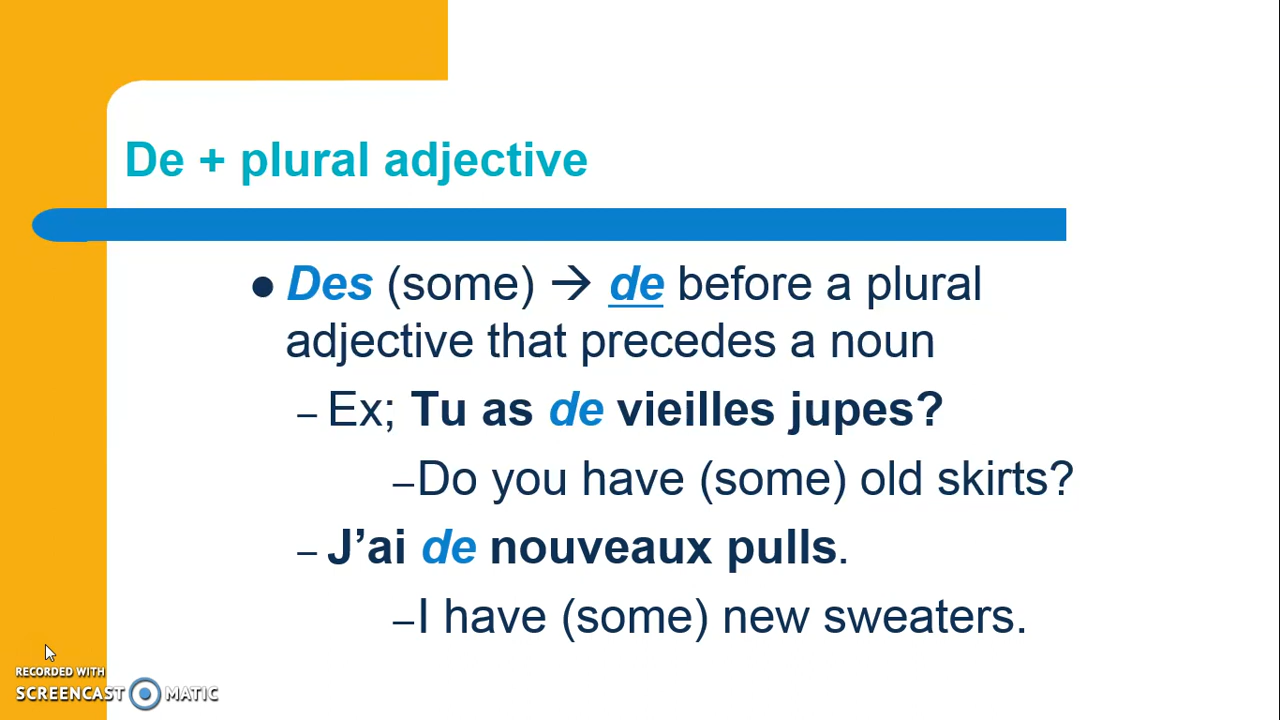 De + plural adjective
● Des (some) → de before a plural
adjective that precedes a noun
– Ex; Tu as de vieilles jupes?
–Do you have (some) old skirts?
– J’ai de nouveaux pulls.
–I have (some) new sweaters.
RECORDED WITH
SCREENCAST MATIC